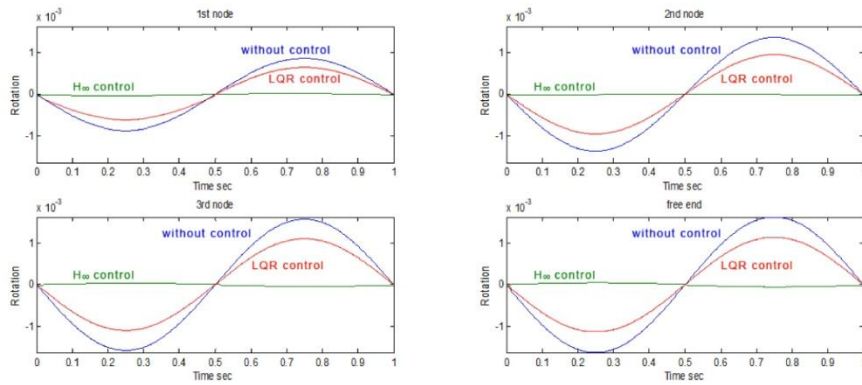 x 10⁻³
1st node
1
0
-1
Rotation
without control
LQR control
H∞ control
0 0.1 0.2 0.3 0.4 0.5 0.6 0.7 0.8 0.9 1
Time sec
x 10⁻³
2nd node
1
0
-1
Rotation
without control
LQR control
H∞ control
0 0.1 0.2 0.3 0.4 0.5 0.6 0.7 0.8 0.9 1
Time sec
x 10⁻³
3rd node
1
0
-1
Rotation
without control
LQR control
H∞ control
0 0.1 0.2 0.3 0.4 0.5 0.6 0.7 0.8 0.9 1
Time sec
x 10⁻³
free end
1
0
-1
Rotation
without control
LQR control
H∞ control
0 0.1 0.2 0.3 0.4 0.5 0.6 0.7 0.8 0.9 1
Time sec